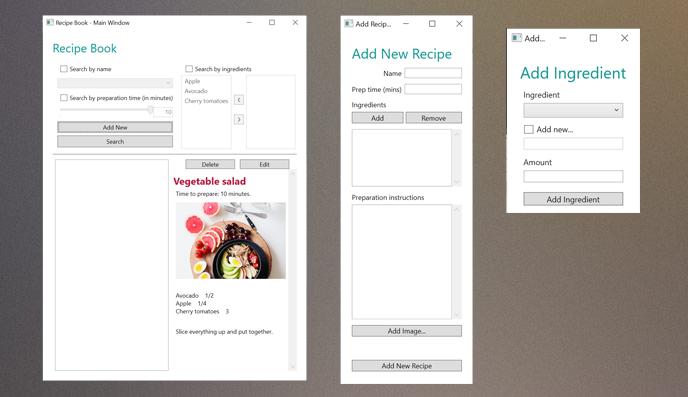 Recipe Book - Main Window
Recipe Book
Search by name
Search by preparation time (in minutes)
10
Add New
Search
Search by ingredients
Apple
Avocado
Cherry tomatoes
<
>
Delete
Edit
Vegetable salad
Time to prepare: 10 minutes.
Avocado 1/2
Apple 1/4
Cherry tomatoes 3
Slice everything up and put together.
Add Recip...
Add New Recipe
Name
Prep time (mins)
Ingredients
Add
Remove
Preparation instructions
Add Image...
Add New Recipe
Add...
Add Ingredient
Ingredient
Add new...
Amount
Add Ingredient